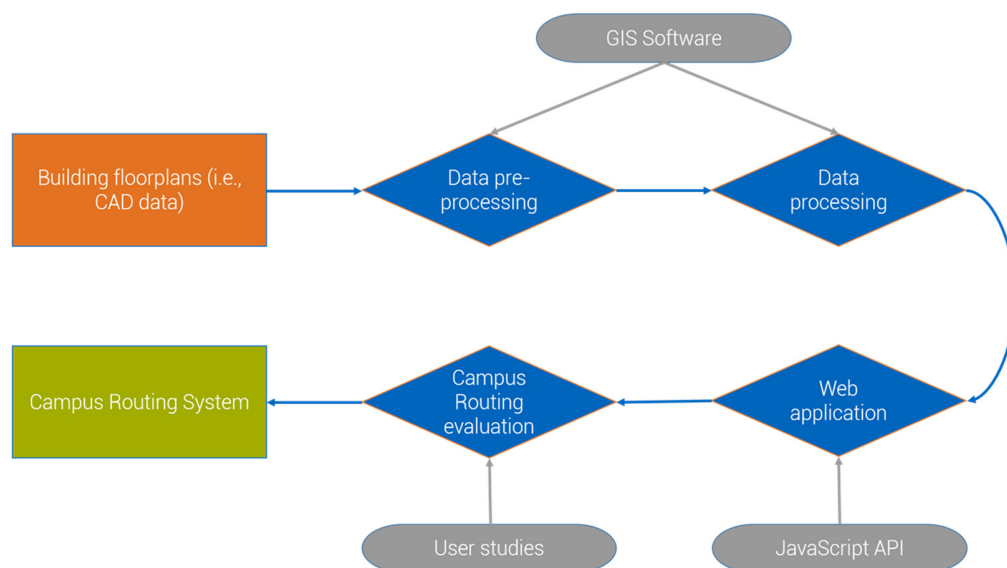 GIS Software
Building floorplans (i.e.,
CAD data)
Data pre-
processing
Data
processing
Campus Routing System
Campus
Routing
evaluation
Web
application
User studies
JavaScript API